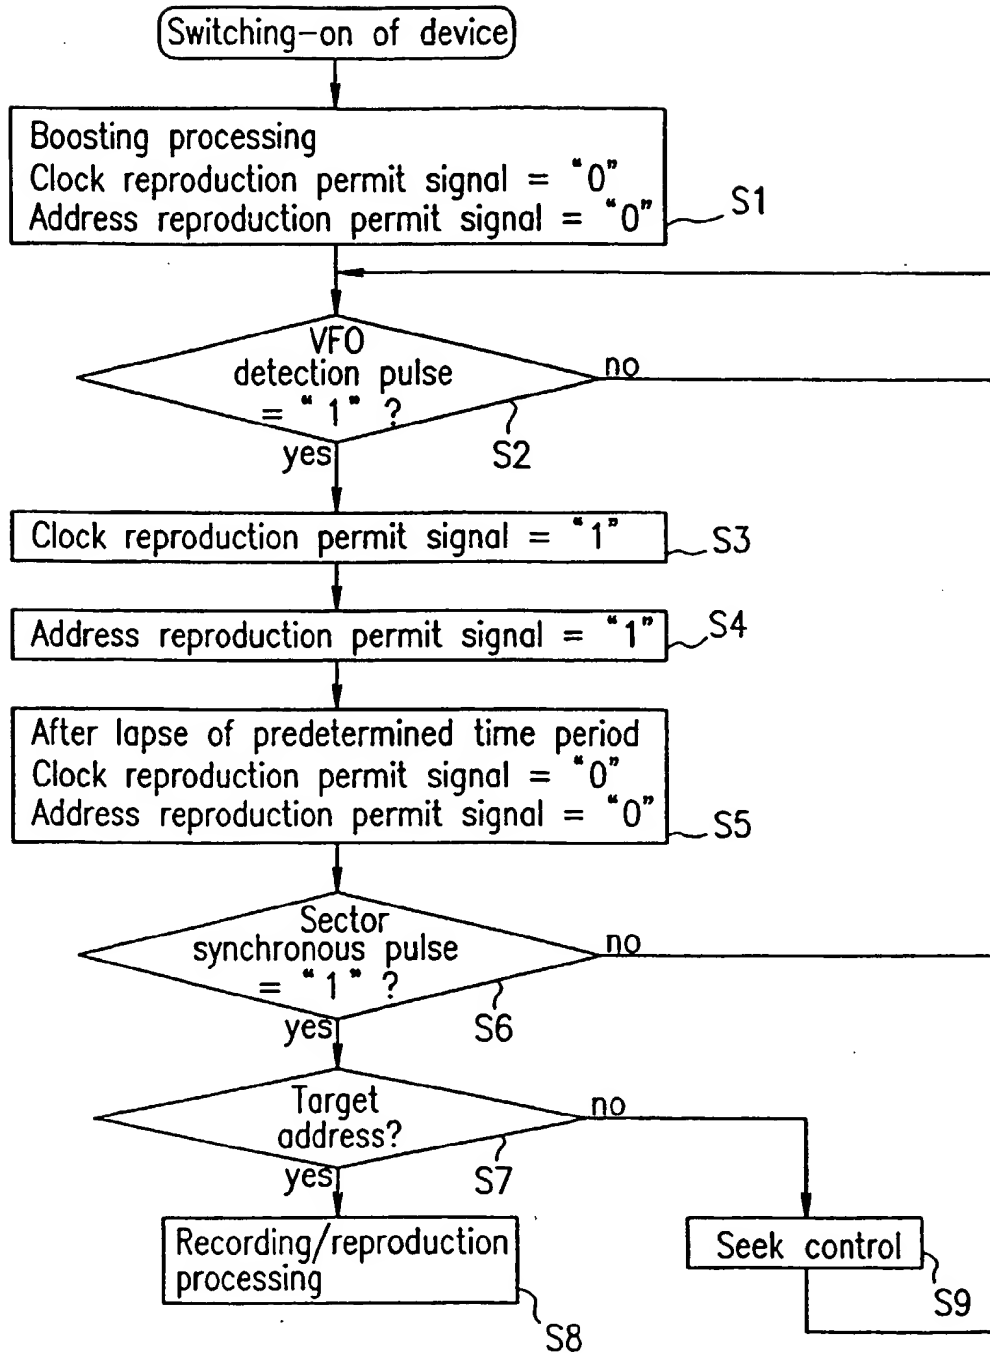 Switching-on of device
Boosting processing
Clock reproduction permit signal = "0"
Address reproduction permit signal = "0"
S1
VFO
detection pulse
= "1" ?
no
yes
S2
Clock reproduction permit signal = "1"
S3
Address reproduction permit signal = "1"
S4
After lapse of predetermined time period
Clock reproduction permit signal = "0"
Address reproduction permit signal = "0"
S5
Sector
synchronous pulse
= "1" ?
no
yes
S6
Target
address?
no
yes
S7
Recording/reproduction
processing
S8
Seek control
S9